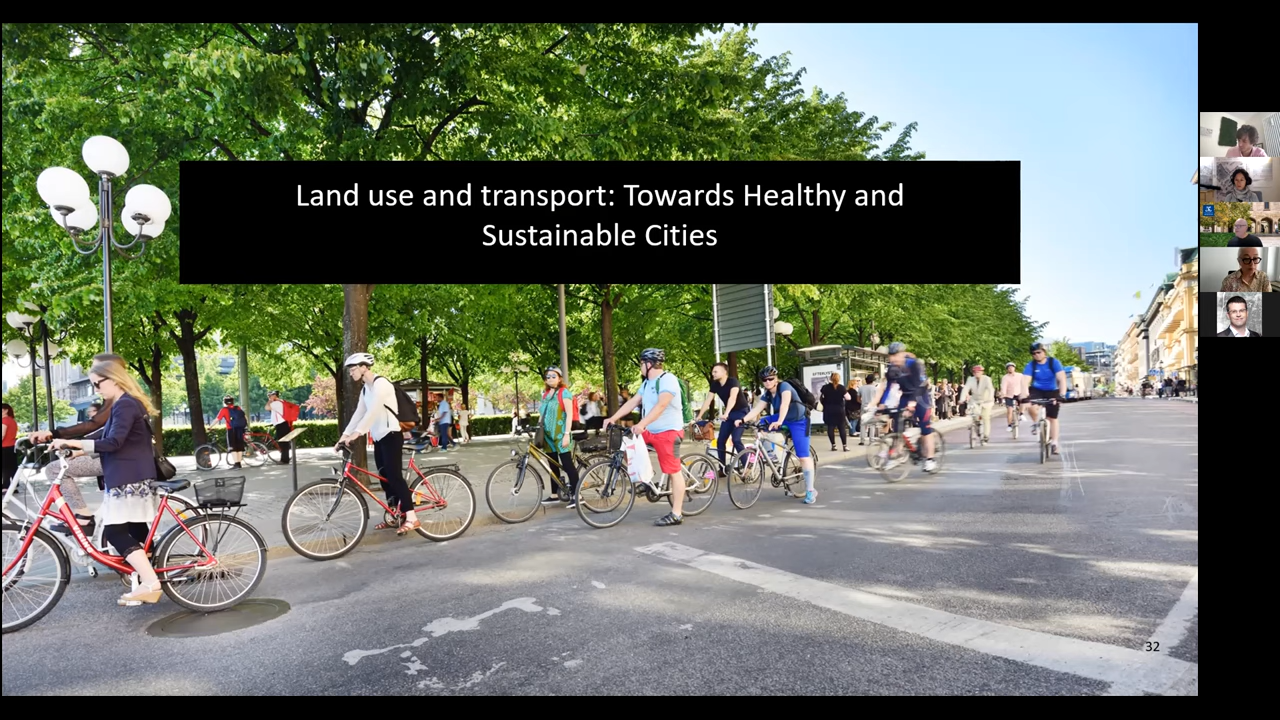 Land use and transport: Towards Healthy and
Sustainable Cities
32